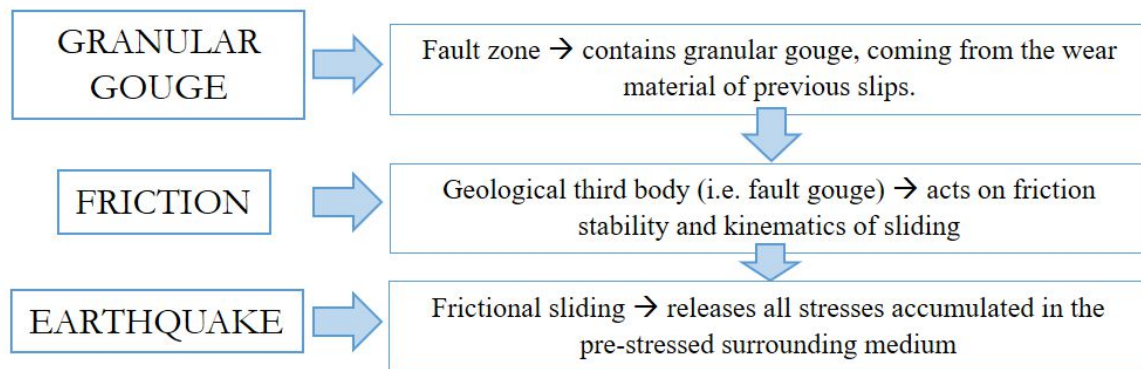 GRANULAR
GOUGE
Fault zone → contains granular gouge, coming from the wear
material of previous slips.
FRICTION
Geological third body (i.e. fault gouge) → acts on friction
stability and kinematics of sliding
EARTHQUAKE
Frictional sliding → releases all stresses accumulated in the
pre-stressed surrounding medium